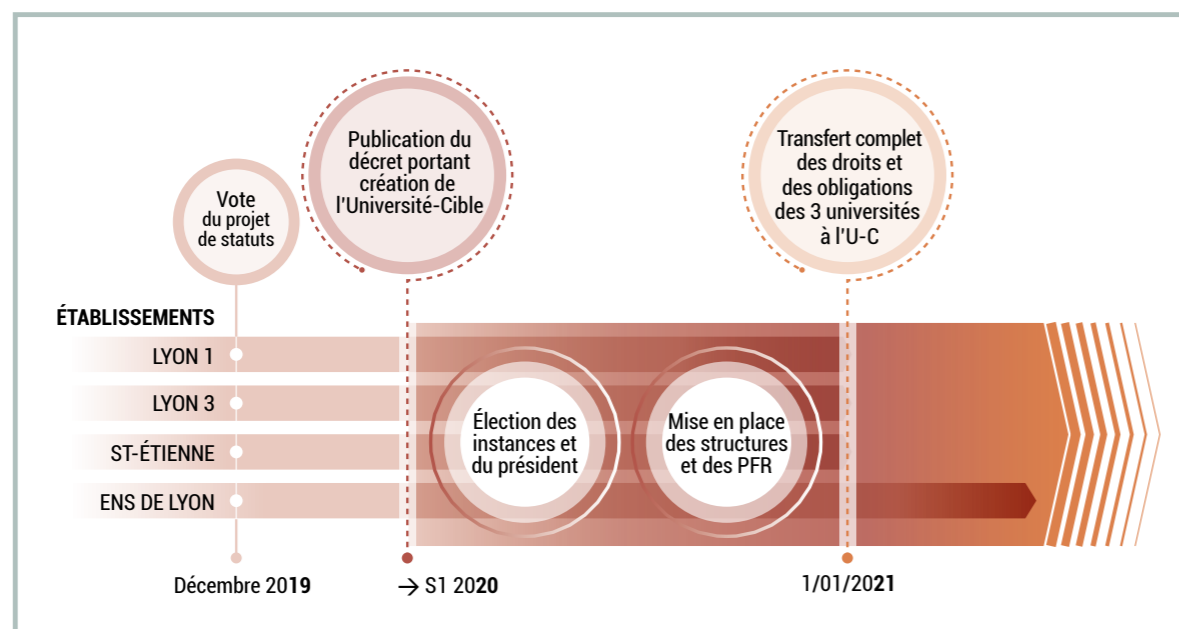 Vote
du projet
de statuts
Publication du
décret portant
création de
l'Université-Cible
Transfert complet
des droits et
des obligations
des 3 universités
à l'U-C
ÉTABLISSEMENTS
LYON 1
LYON 3
ST-ÉTIENNE
ENS DE LYON
Élection des
instances et
du président
Mise en place
des structures
et des PFR
Décembre 2019
→ S1 2020
1/01/2021